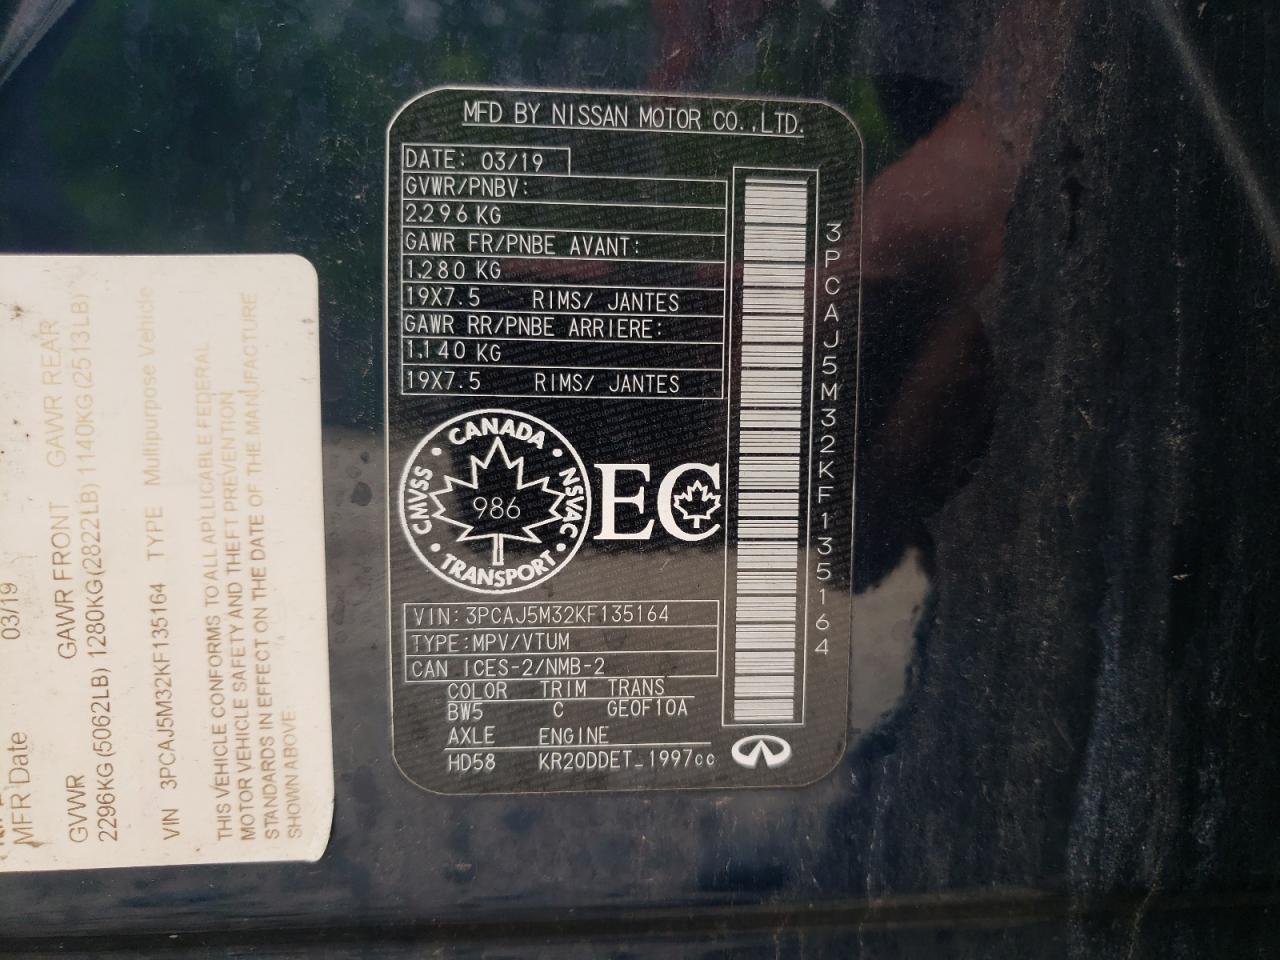 MFD BY NISSAN MOTOR CO.,LTD.
DATE: 03/19
GVWR/PNBV:
2.296 KG
GAWR FR/PNBE AVANT:
1.280 KG
19X7.5 RIMS/ JANTES
GAWR RR/PNBE ARRIERE:
1.140 KG
19X7.5 RIMS/ JANTES
CANADA
CMVSS
NSVAC
986
TRANSPORT
EC
VIN: 3PCAJ5M32KF135164
TYPE: MPV/VTUM
CAN ICES-2/NMB-2
COLOR TRIM TRANS
BW5 C GE0F10A
AXLE ENGINE
HD58 KR20DDET_1997cc
3PCAJ5M32KF135164
MFR Date 03/19
GVWR GAWR FRONT GAWR REAR
2296KG (5062LB) 1280KG (2822LB) 1140KG (2513LB)
VIN 3PCAJ5M32KF135164 TYPE Multipurpose Vehicle
THIS VEHICLE CONFORMS TO ALL APPLICABLE FEDERAL
MOTOR VEHICLE SAFETY AND THEFT PREVENTION
STANDARDS IN EFFECT ON THE DATE OF THE MANUFACTURE
SHOWN ABOVE